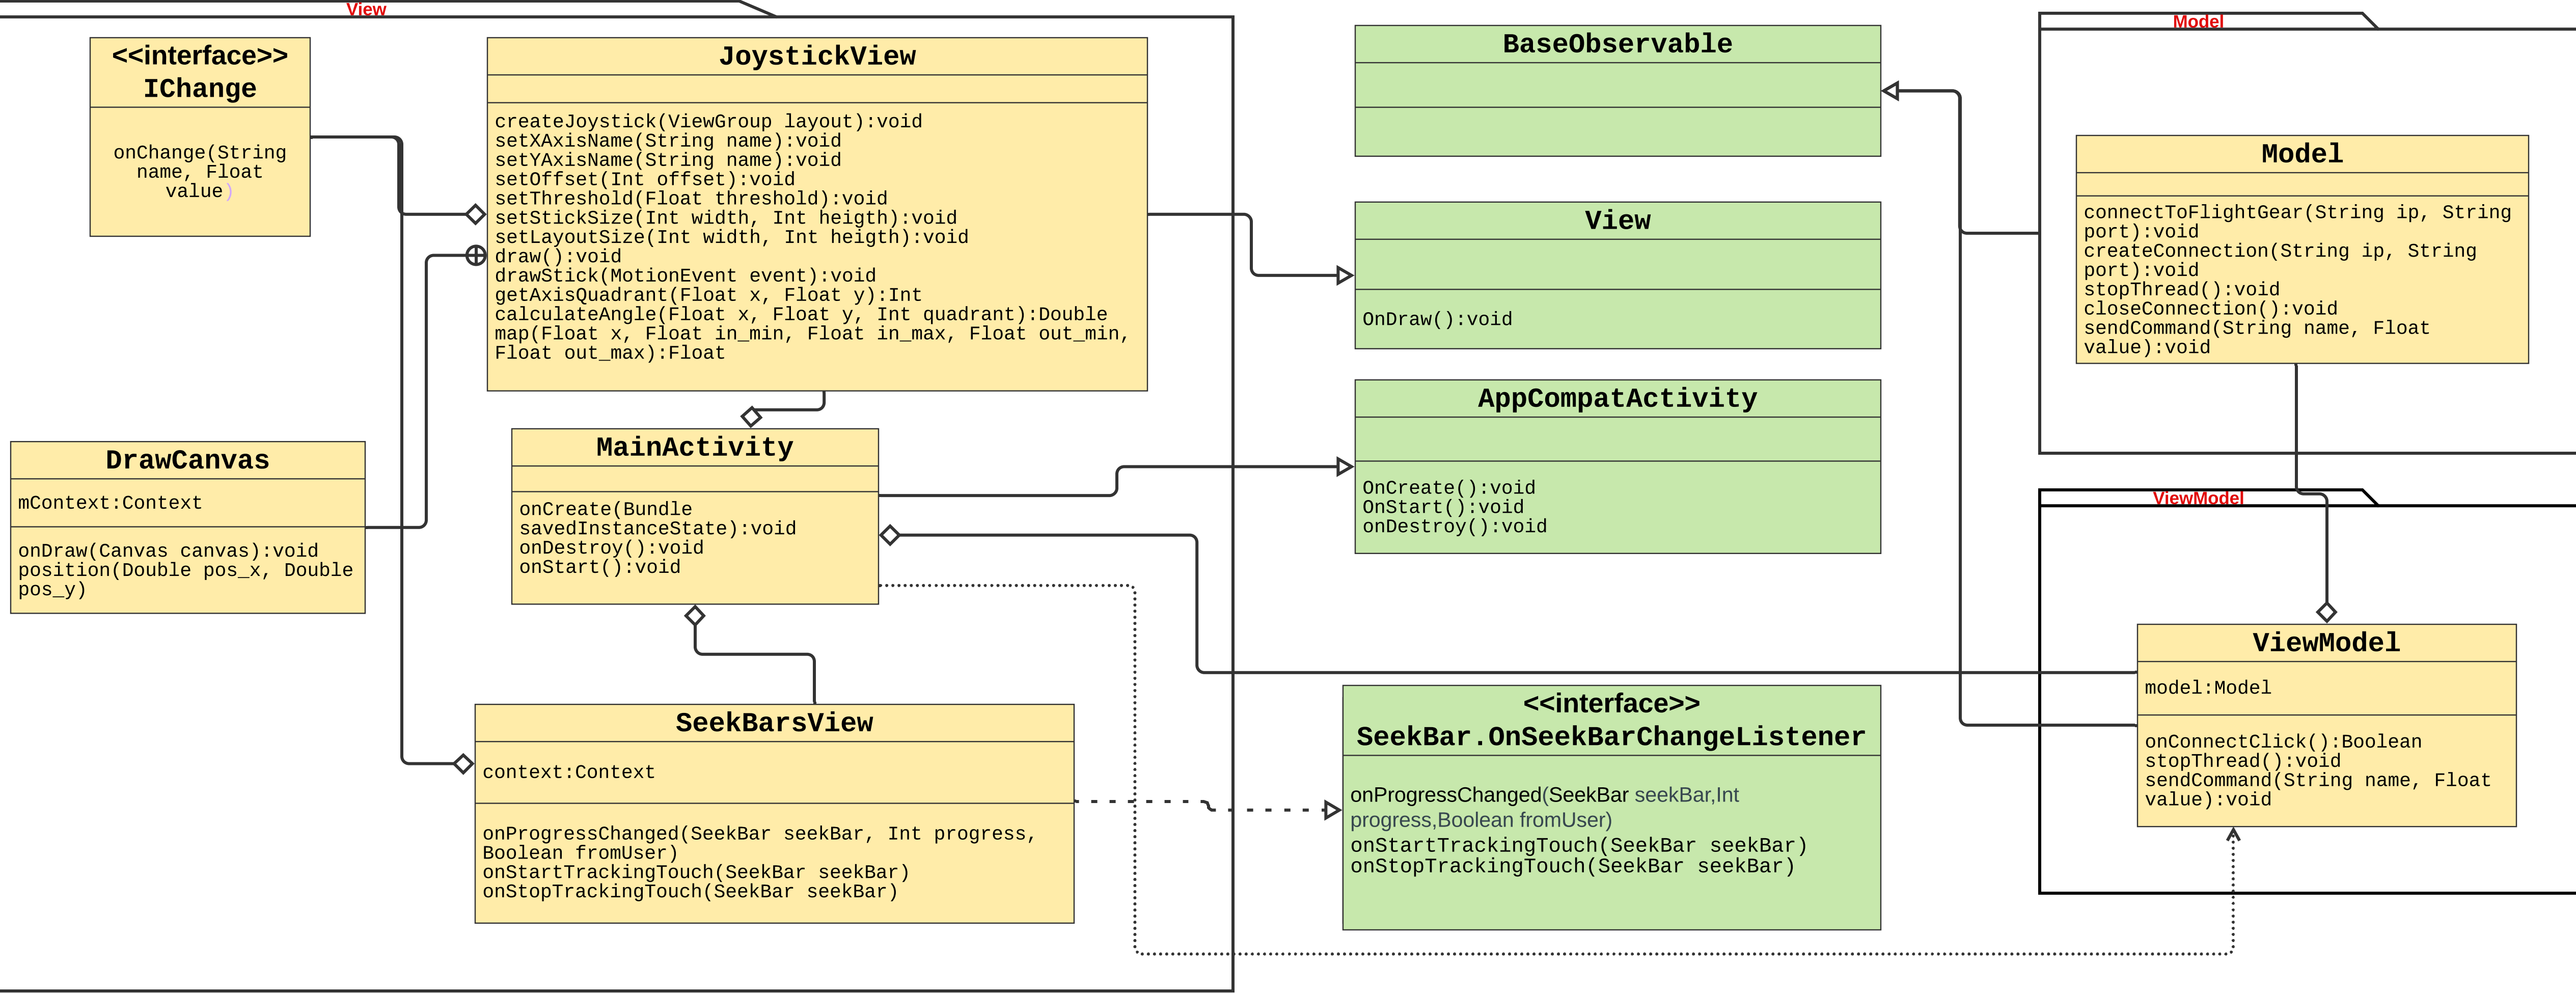 View
<<interface>>
IChange
onChange(String
name, Float
value)
JoystickView
createJoystick(ViewGroup layout):void
setXAxisName(String name):void
setYAxisName(String name):void
setOffset(Int offset):void
setThreshold(Float threshold):void
setStickSize(Int width, Int heigth):void
setLayoutSize(Int width, Int heigth):void
draw():void
drawStick(MotionEvent event):void
getAxisQuadrant(Float x, Float y):Int
calculateAngle(Float x, Float y, Int quadrant):Double
map(Float x, Float in_min, Float in_max, Float out_min,
Float out_max):Float
DrawCanvas
mContext:Context
onDraw(Canvas canvas):void
position(Double pos_x, Double
pos_y)
MainActivity
onCreate(Bundle
savedInstanceState):void
onDestroy():void
onStart():void
SeekBarsView
context:Context
onProgressChanged(SeekBar seekBar, Int progress,
Boolean fromUser)
onStartTrackingTouch(SeekBar seekBar)
onStopTrackingTouch(SeekBar seekBar)
BaseObservable
View
OnDraw():void
AppCompatActivity
OnCreate():void
OnStart():void
onDestroy():void
<<interface>>
SeekBar.OnSeekBarChangeListener
onProgressChanged(SeekBar seekBar,Int
progress,Boolean fromUser)
onStartTrackingTouch(SeekBar seekBar)
onStopTrackingTouch(SeekBar seekBar)
Model
Model
connectToFlightGear(String ip, String
port):void
createConnection(String ip, String
port):void
stopThread():void
closeConnection():void
sendCommand(String name, Float
value):void
ViewModel
ViewModel
model:Model
onConnectClick():Boolean
stopThread():void
sendCommand(String name, Float
value):void